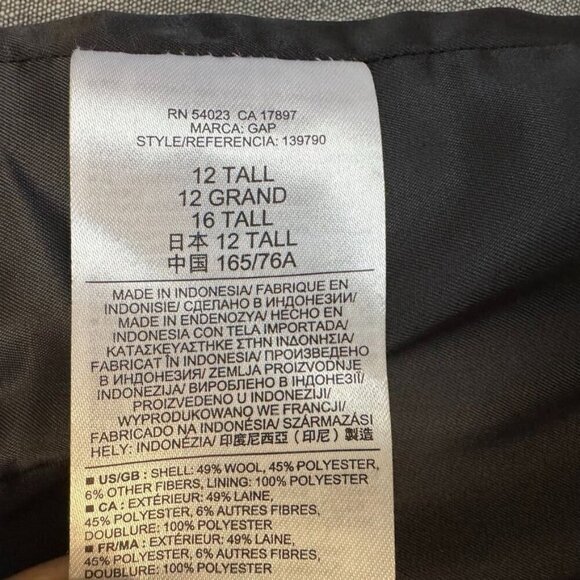 RN 54023 CA 17897
MARCA: GAP
STYLE/REFERENCIA: 139790
12 TALL
12 GRAND
16 TALL
日本 12 TALL
中国 165/76A
MADE IN INDONESIA/ FABRIQUE EN
INDONISIE/ СДЕЛАНО В ИНДОНЕЗИИ/
MADE IN ENDENOZYA/ HECHO EN
INDONESIA CON TELA IMPORTADA/
ΚΑΤΑΣΚΕΥΑΣΤΗΚΕ ΣΤΗΝ ΙΝΔΟΝΗΣΙΑ/
FABRICAT ÎN INDONESIA/ ПРОИЗВЕДЕНО
В ИНДОНЕЗИЯ/ ZEMLJA PROIZVODNJE
INDONEZIJA/ ВИРОБЛЕНО В ІНДОНЕЗІЇ/
PROIZVEDENO U INDONEZIJI/
WYPRODUKOWANO WE FRANCJI/
FABRICADO NA INDONÉSIA/ SZÁRMAZÁSI
HELY: INDONÉZIA/ 印度尼西亞 (印尼) 製造
■ US/GB : SHELL: 49% WOOL, 45% POLYESTER,
6% OTHER FIBERS, LINING: 100% POLYESTER
■ CA : EXTÉRIEUR: 49% LAINE,
45% POLYESTER, 6% AUTRES FIBRES,
DOUBLURE: 100% POLYESTER
■ FR/MA : EXTÉRIEUR: 49% LAINE,
45% POLYESTER, 6% AUTRES FIBRES,
DOUBLURE: 100% POLYESTER